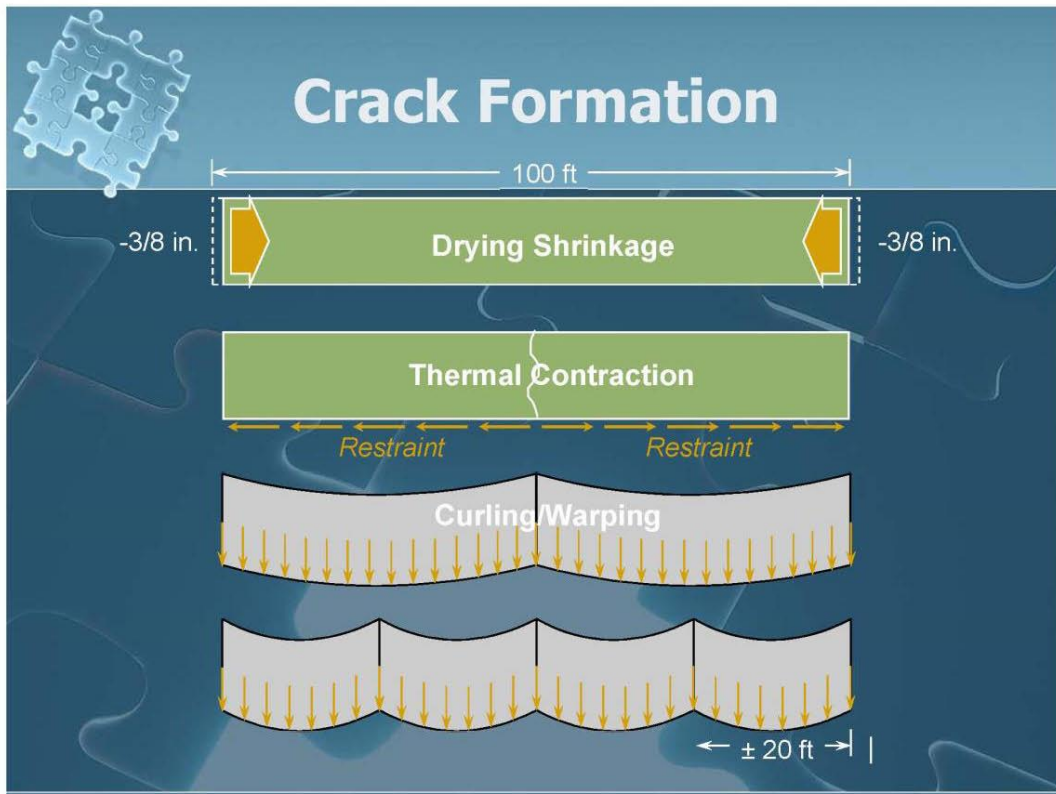 Crack Formation
100 ft
-3/8 in.
Drying Shrinkage
-3/8 in.
Thermal Contraction
Restraint
Restraint
Curling/Warping
± 20 ft